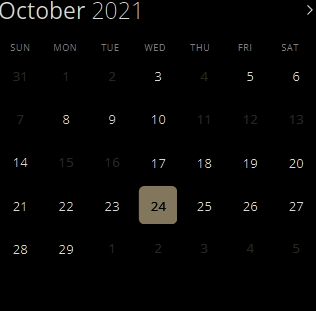 October 2021
SUN MON TUE WED THU FRI SAT
31 1 2 3 4 5 6
7 8 9 10 11 12 13
14 15 16 17 18 19 20
21 22 23 24 25 26 27
28 29 1 2 3 4 5